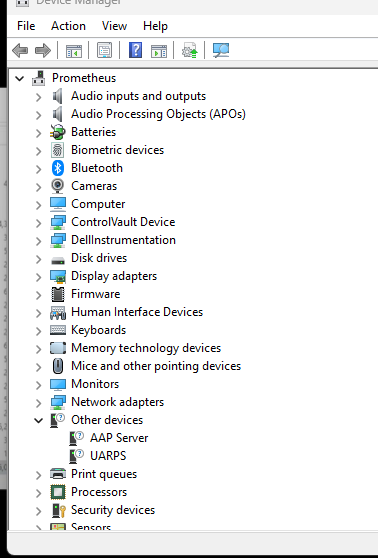 Device Manager
File Action View Help
Prometheus
Audio inputs and outputs
Audio Processing Objects (APOs)
Batteries
Biometric devices
Bluetooth
Cameras
Computer
ControlVault Device
DellInstrumentation
Disk drives
Display adapters
Firmware
Human Interface Devices
Keyboards
Memory technology devices
Mice and other pointing devices
Monitors
Network adapters
Other devices
AAP Server
UARPS
Print queues
Processors
Security devices
Sensors